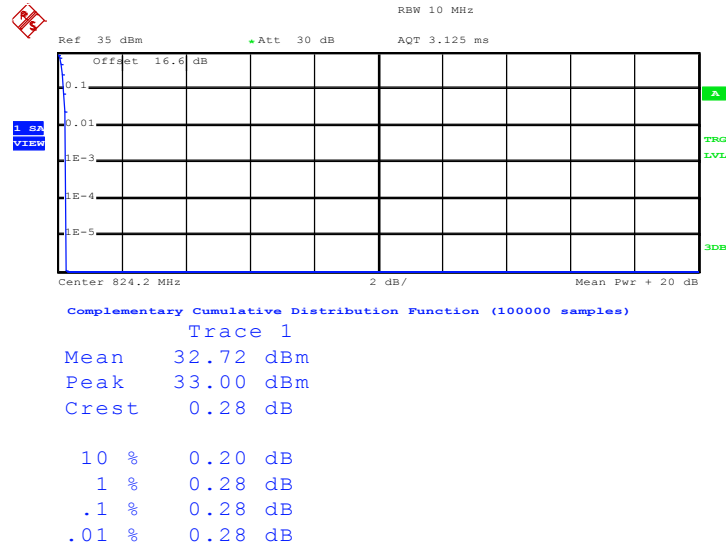 RBW 10 MHz
Ref 35 dBm *Att 30 dB AQT 3.125 ms
Offset 16.6 dB
0.1
A
0.01
1 SA
VIEW
TRG
LVL
1E-3
1E-4
1E-5
3DB
Center 824.2 MHz 2 dB/ Mean Pwr + 20 dB
Complementary Cumulative Distribution Function (100000 samples)
Trace 1
Mean 32.72 dBm
Peak 33.00 dBm
Crest 0.28 dB
10 % 0.20 dB
1 % 0.28 dB
.1 % 0.28 dB
.01 % 0.28 dB